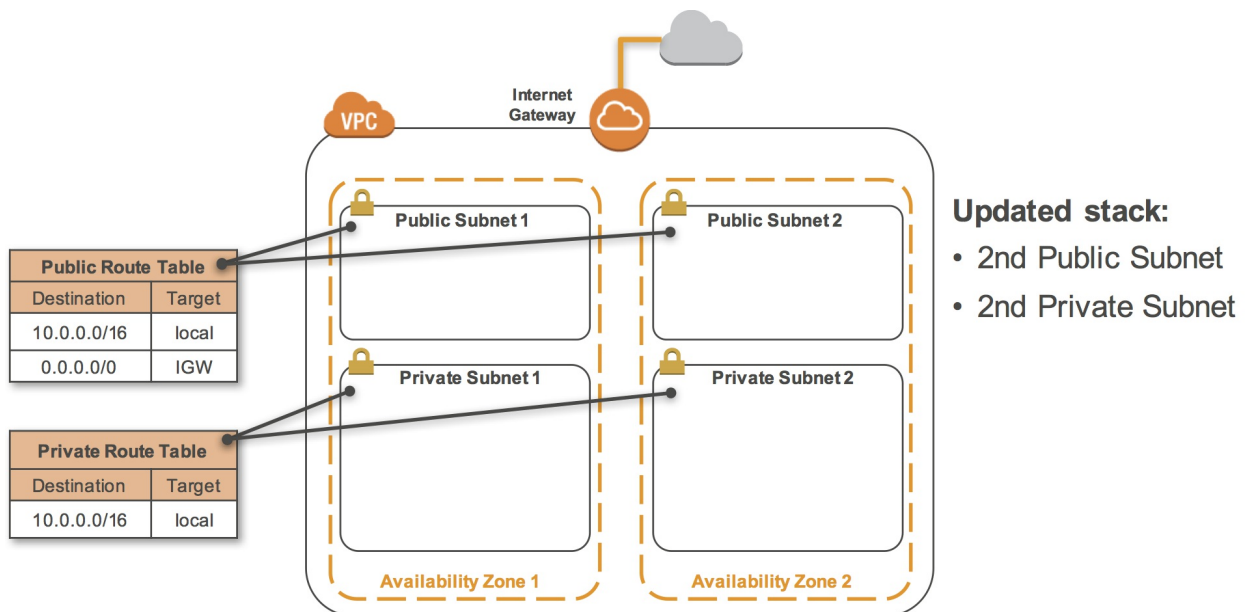 Internet
Gateway
VPC
Public Subnet 1
Public Subnet 2
Updated stack:
• 2nd Public Subnet
• 2nd Private Subnet
Public Route Table
Destination Target
10.0.0.0/16 local
0.0.0.0/0 IGW
Private Subnet 1
Private Subnet 2
Private Route Table
Destination Target
10.0.0.0/16 local
Availability Zone 1
Availability Zone 2